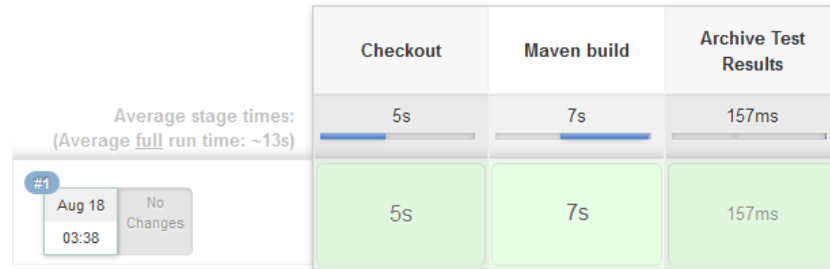 Checkout
Maven build
Archive Test
Results
Average stage times:
(Average full run time: ~13s)
5s
7s
157ms
#1
Aug 18
03:38
No
Changes
5s
7s
157ms